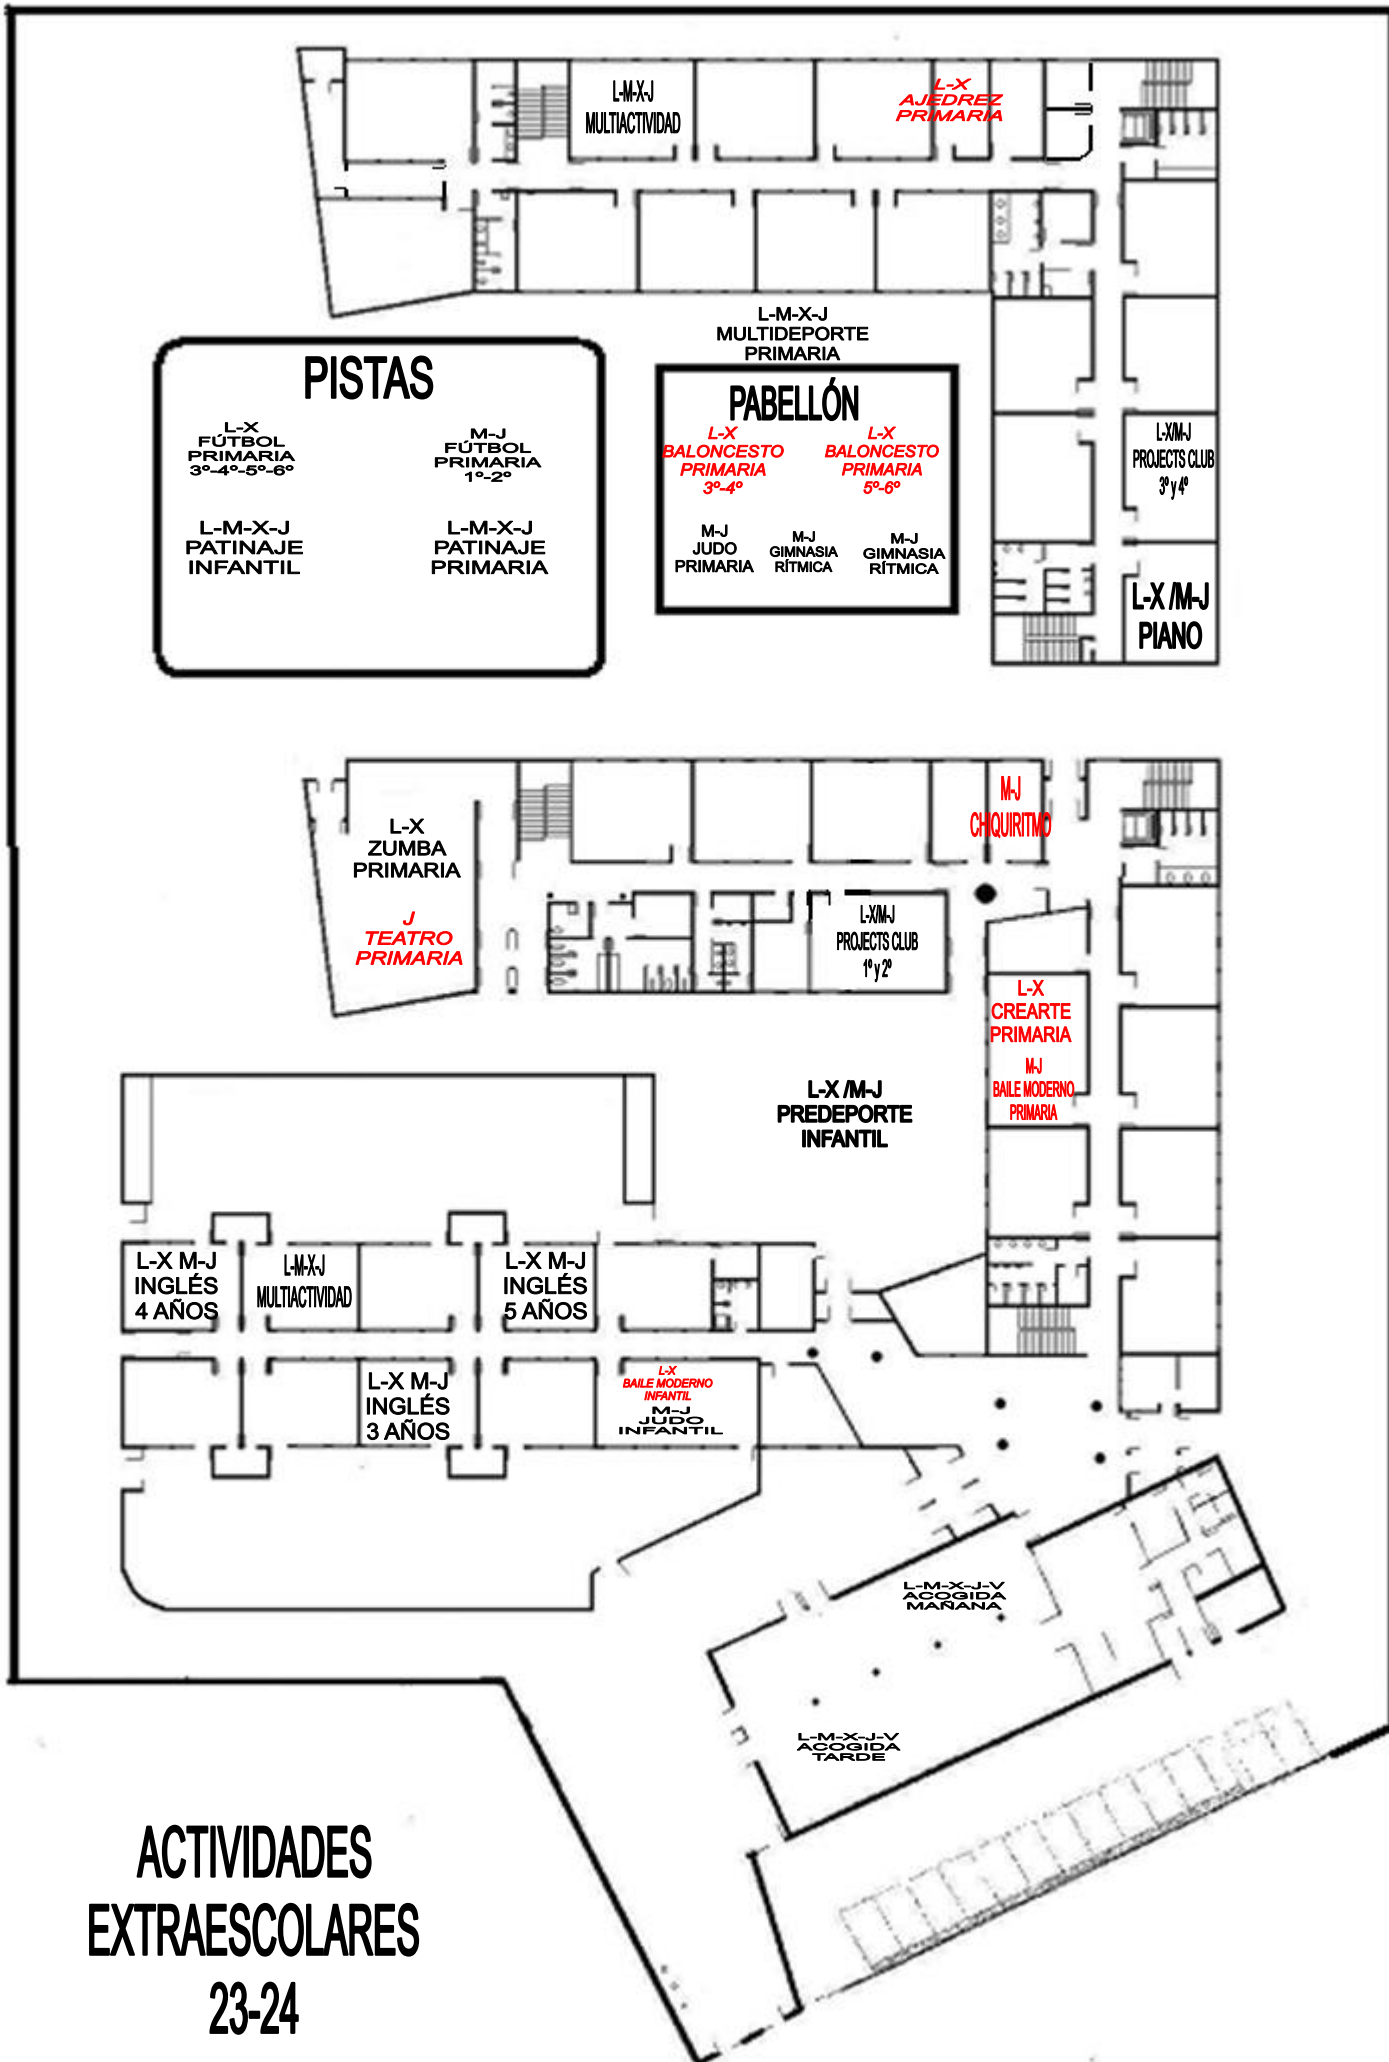 L-M-X-J
MULTIACTIVIDAD
L-X
AJEDREZ
PRIMARIA
L-M-X-J
MULTIDEPORTE
PRIMARIA
PISTAS
L-X
FÚTBOL
PRIMARIA
3º-4º-5º-6º
M-J
FÚTBOL
PRIMARIA
1º-2º
L-M-X-J
PATINAJE
INFANTIL
L-M-X-J
PATINAJE
PRIMARIA
PABELLÓN
L-X
BALONCESTO
PRIMARIA
3º-4º
L-X
BALONCESTO
PRIMARIA
5º-6º
M-J
JUDO
PRIMARIA
M-J
GIMNASIA
RÍTMICA
M-J
GIMNASIA
RÍTMICA
L-X/M-J
PROJECTS CLUB
3º y 4º
L-X /M-J
PIANO
L-X
ZUMBA
PRIMARIA
J
TEATRO
PRIMARIA
M-J
CHIQUIRITMO
L-X/M-J
PROJECTS CLUB
1º y 2º
L-X
CREARTE
PRIMARIA
M-J
BAILE MODERNO
PRIMARIA
L-X /M-J
PREDEPORTE
INFANTIL
L-X M-J
INGLÉS
4 AÑOS
L-M-X-J
MULTIACTIVIDAD
L-X M-J
INGLÉS
5 AÑOS
L-X M-J
INGLÉS
3 AÑOS
L-X
BAILE MODERNO
INFANTIL
M-J
JUDO
INFANTIL
L-M-X-J-V
ACOGIDA
MAÑANA
L-M-X-J-V
ACOGIDA
TARDE
ACTIVIDADES
EXTRAESCOLARES
23-24